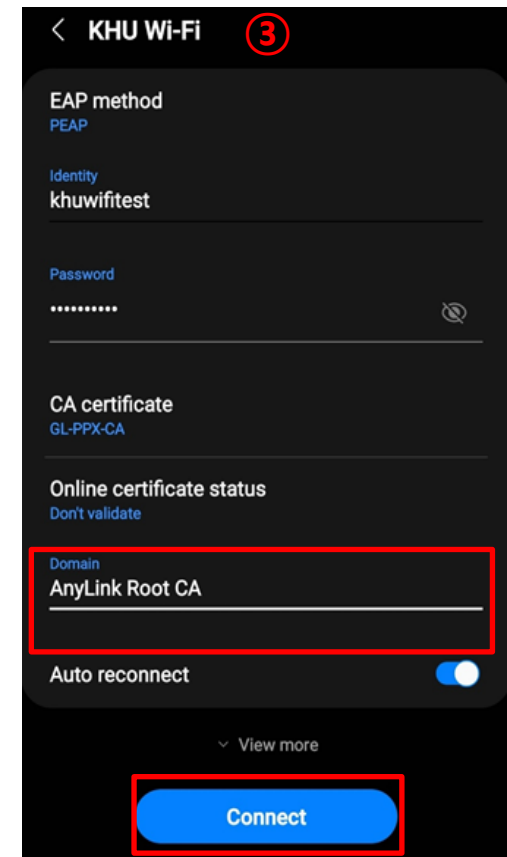 KHU Wi-Fi ③
EAP method
PEAP
Identity
khuwifitest
Password
••••••••••
CA certificate
GL-PPX-CA
Online certificate status
Don't validate
Domain
AnyLink Root CA
Auto reconnect
View more
Connect